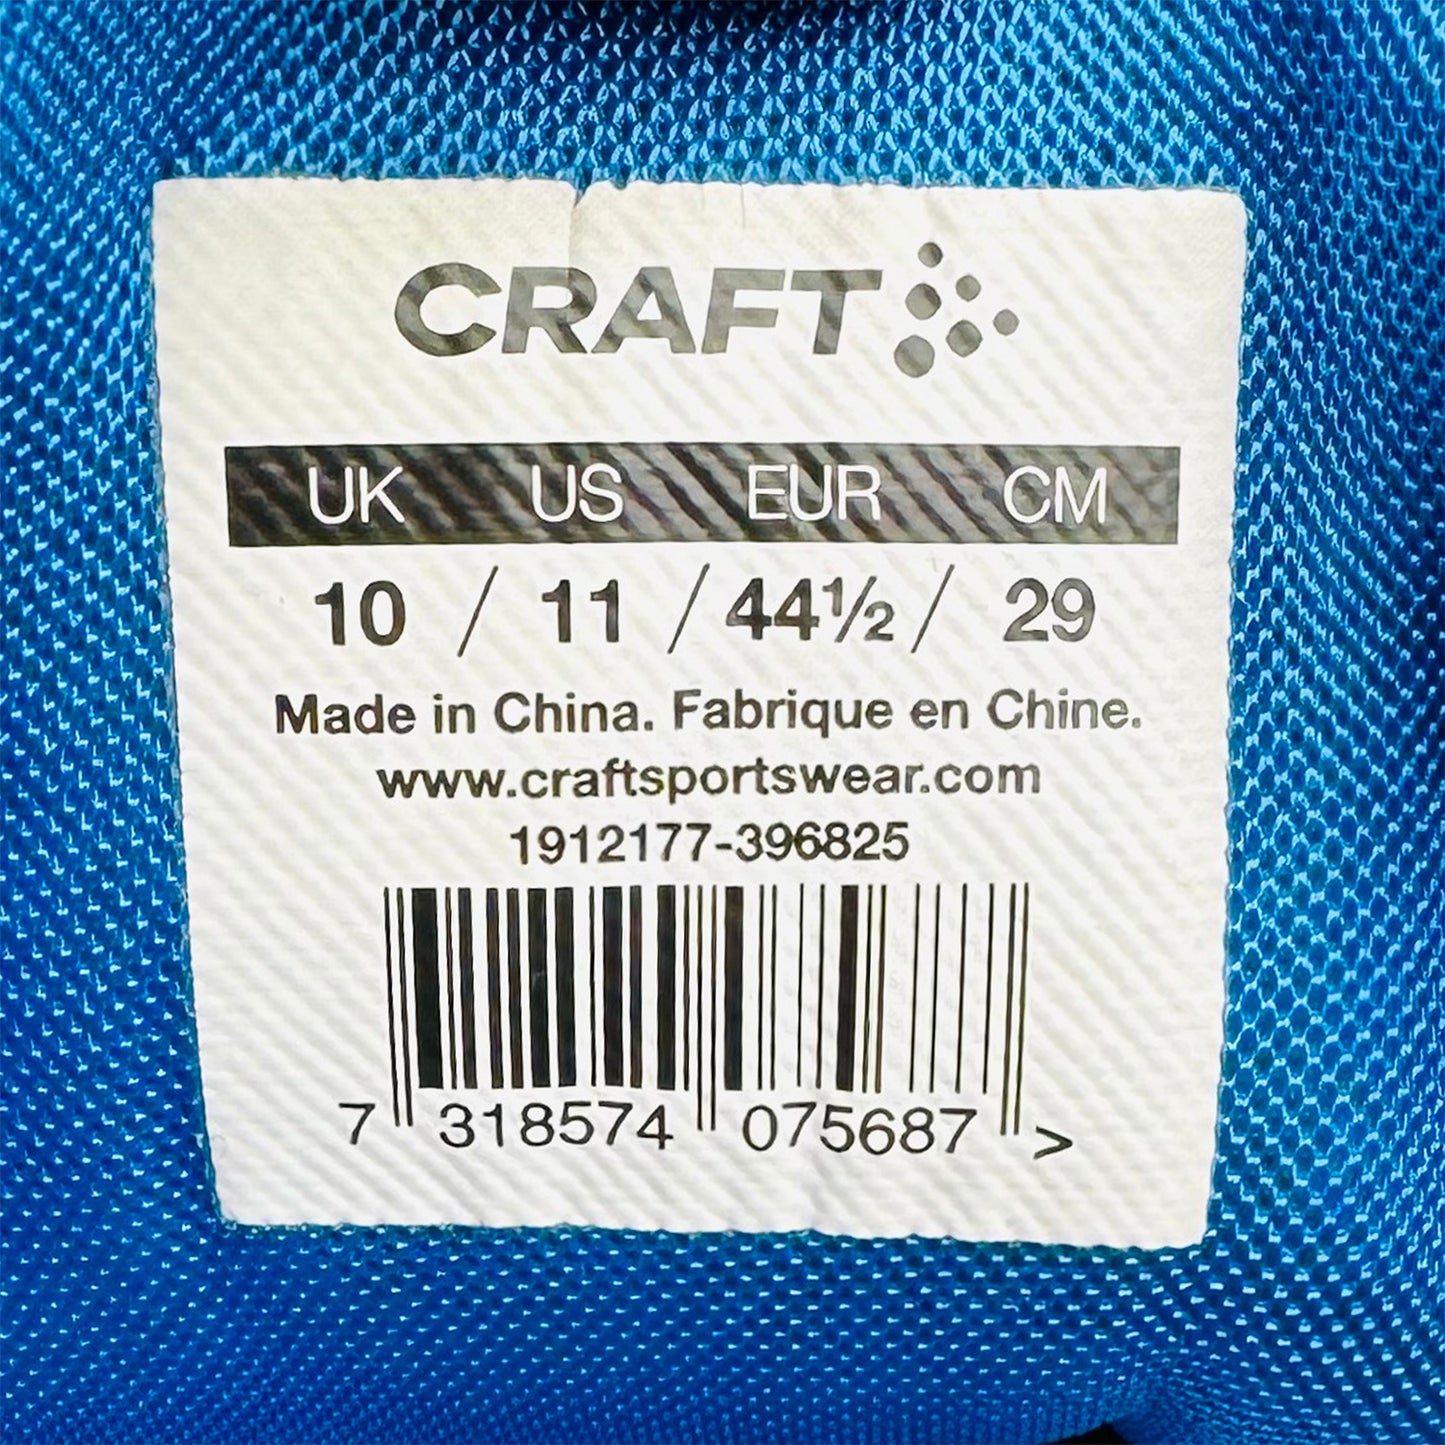 CRAFT
UK US EUR CM
10 / 11 / 44½ / 29
Made in China. Fabrique en Chine.
www.craftsportswear.com
1912177-396825
7 318574 075687 >